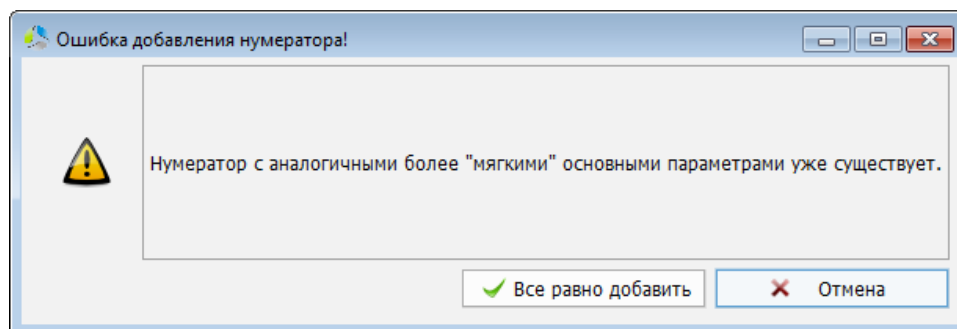 Ошибка добавления нумератора!
Нумератор с аналогичными более "мягкими" основными параметрами уже существует.
Все равно добавить
Отмена